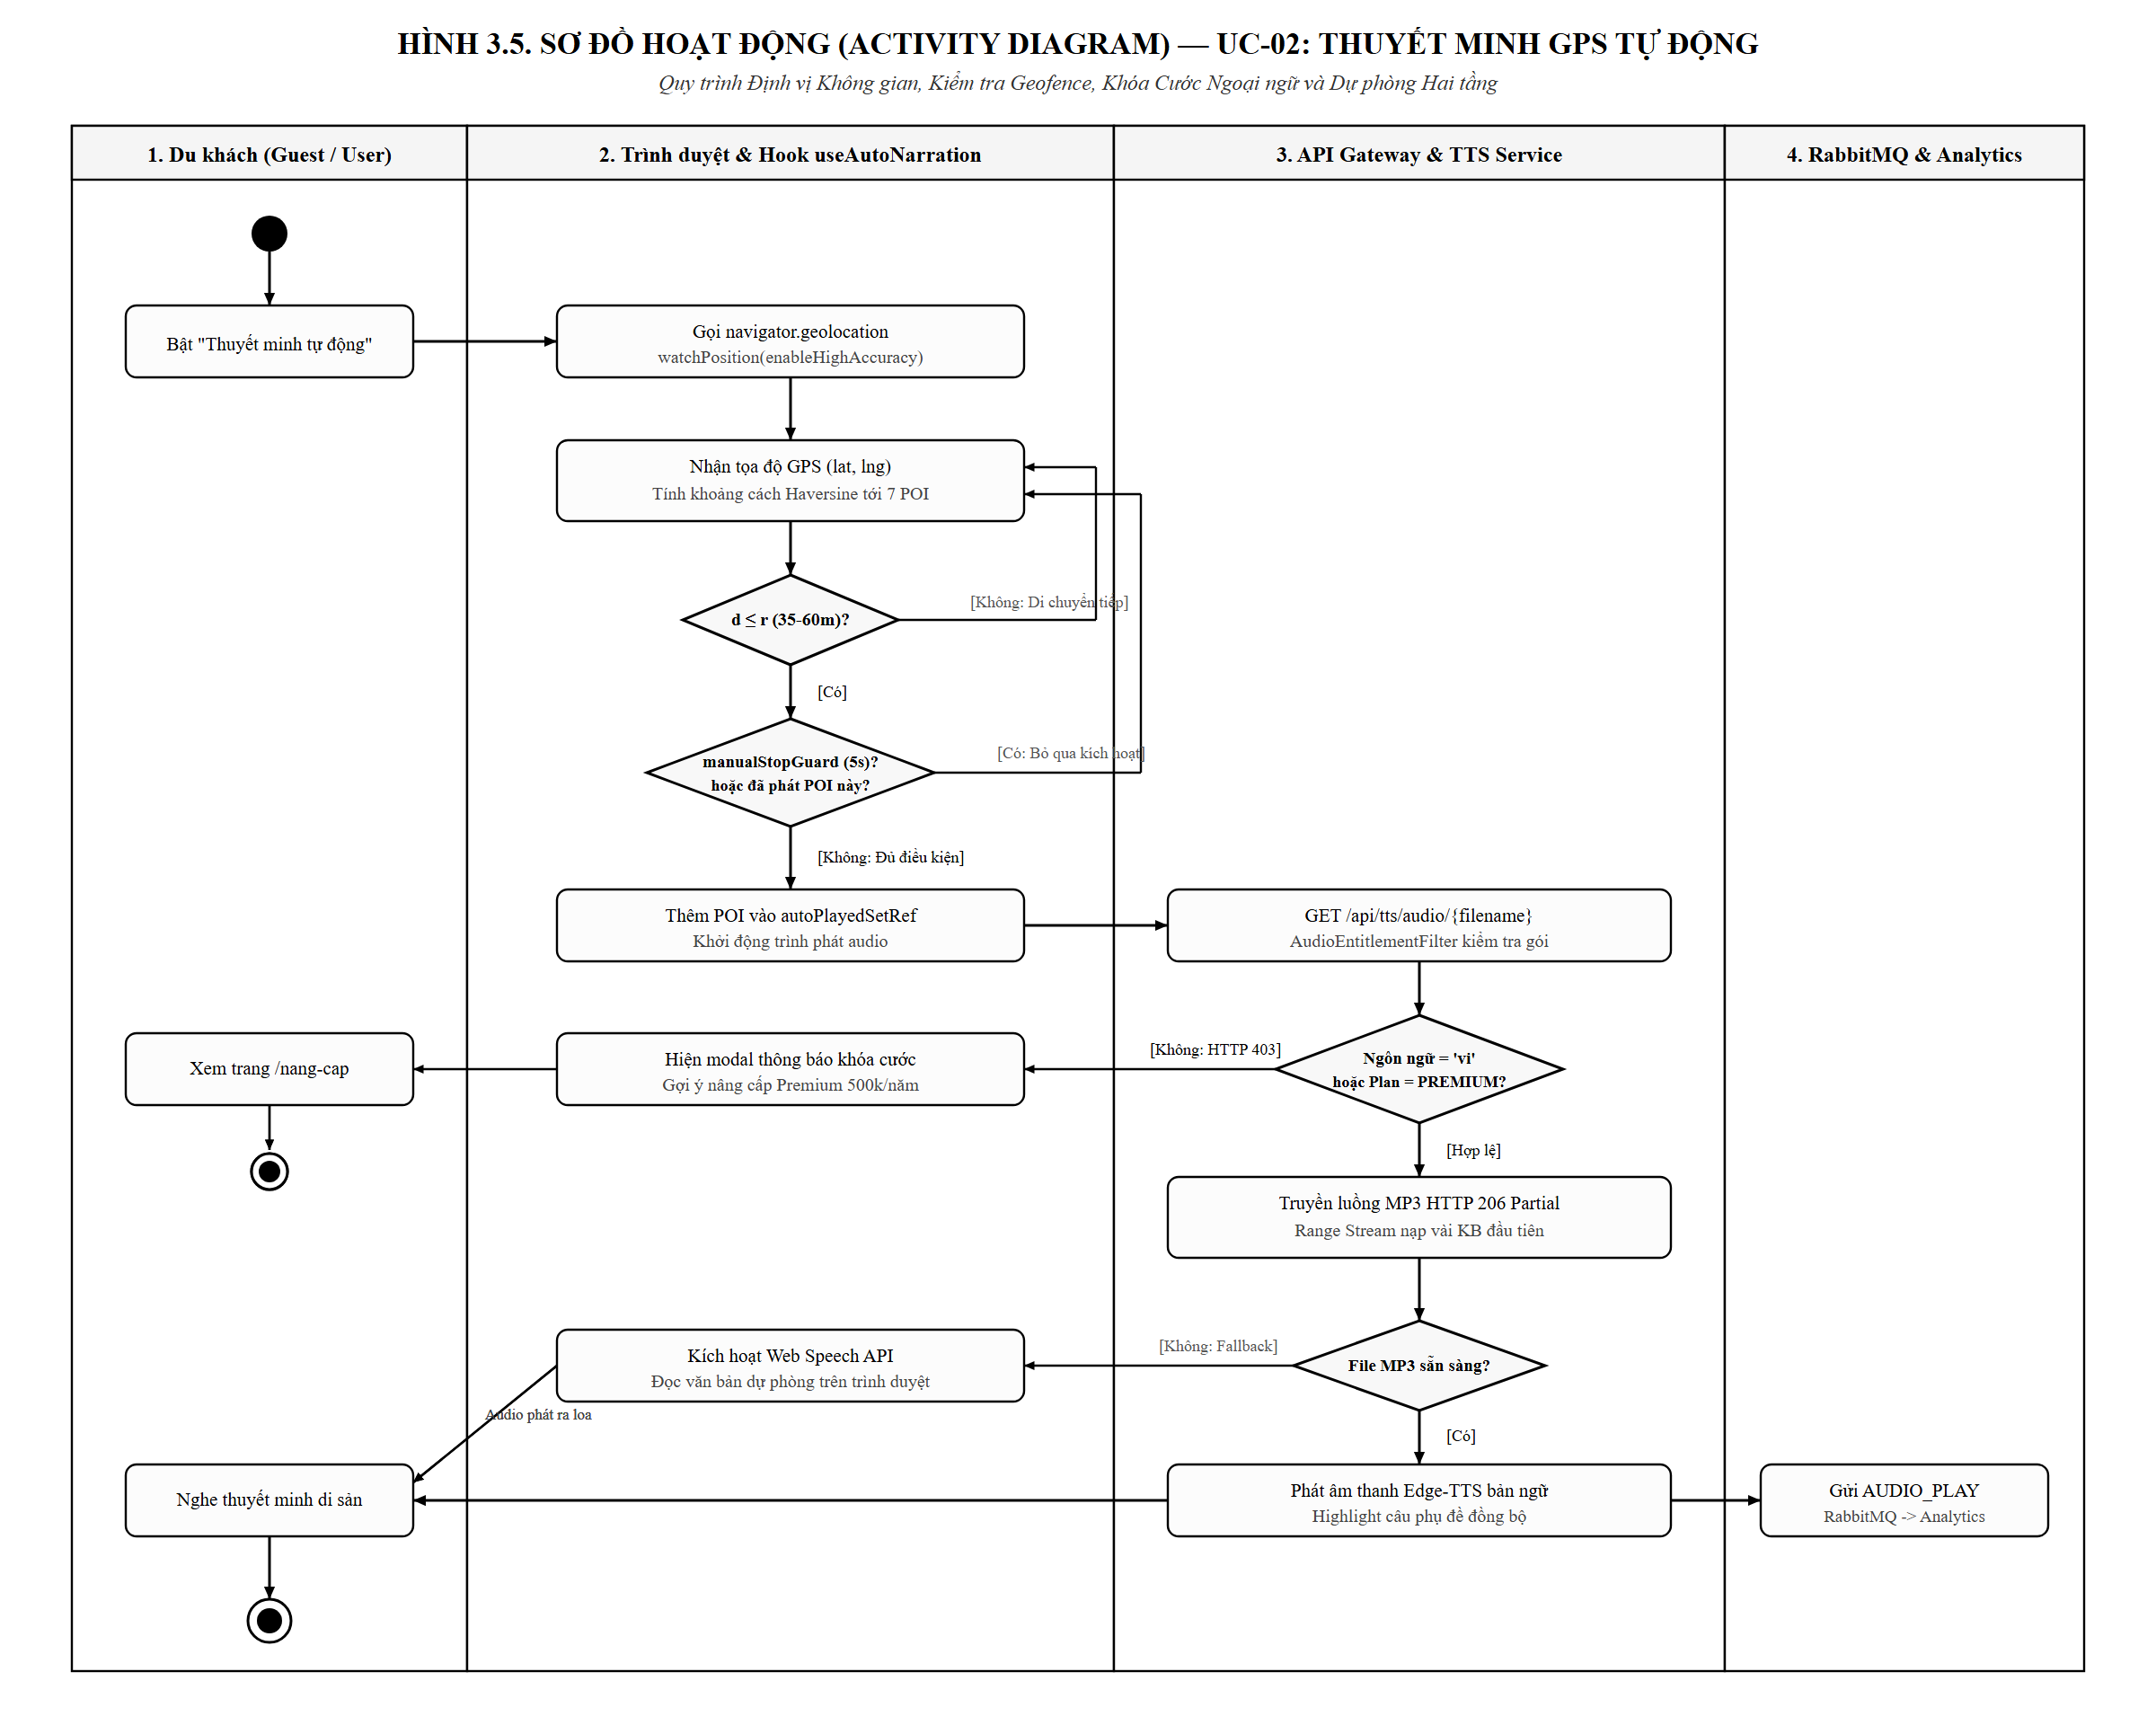 HÌNH 3.5. SƠ ĐỒ HOẠT ĐỘNG (ACTIVITY DIAGRAM) — UC-02: THUYẾT MINH GPS TỰ ĐỘNG
Quy trình Định vị Không gian, Kiểm tra Geofence, Khóa Cước Ngoại ngữ và Dự phòng Hai tầng
1. Du khách (Guest / User)
2. Trình duyệt & Hook useAutoNarration
3. API Gateway & TTS Service
4. RabbitMQ & Analytics
Bật "Thuyết minh tự động"
Gọi navigator.geolocation
watchPosition(enableHighAccuracy)
Nhận tọa độ GPS (lat, lng)
Tính khoảng cách Haversine tới 7 POI
d ≤ r (35-60m)?
[Không: Di chuyển tiếp]
[Có]
manualStopGuard (5s)?
hoặc đã phát POI này?
[Có: Bỏ qua kích hoạt]
[Không: Đủ điều kiện]
Thêm POI vào autoPlayedSetRef
Khởi động trình phát audio
GET /api/tts/audio/{filename}
AudioEntitlementFilter kiểm tra gói
Xem trang /nang-cap
Hiện modal thông báo khóa cước
Gợi ý nâng cấp Premium 500k/năm
[Không: HTTP 403]
Ngôn ngữ = 'vi'
hoặc Plan = PREMIUM?
[Hợp lệ]
Truyền luồng MP3 HTTP 206 Partial
Range Stream nạp vài KB đầu tiên
Kích hoạt Web Speech API
Đọc văn bản dự phòng trên trình duyệt
[Không: Fallback]
File MP3 sẵn sàng?
Audio phát ra loa
[Có]
Nghe thuyết minh di sản
Phát âm thanh Edge-TTS bản ngữ
Highlight câu phụ đề đồng bộ
Gửi AUDIO_PLAY
RabbitMQ -> Analytics